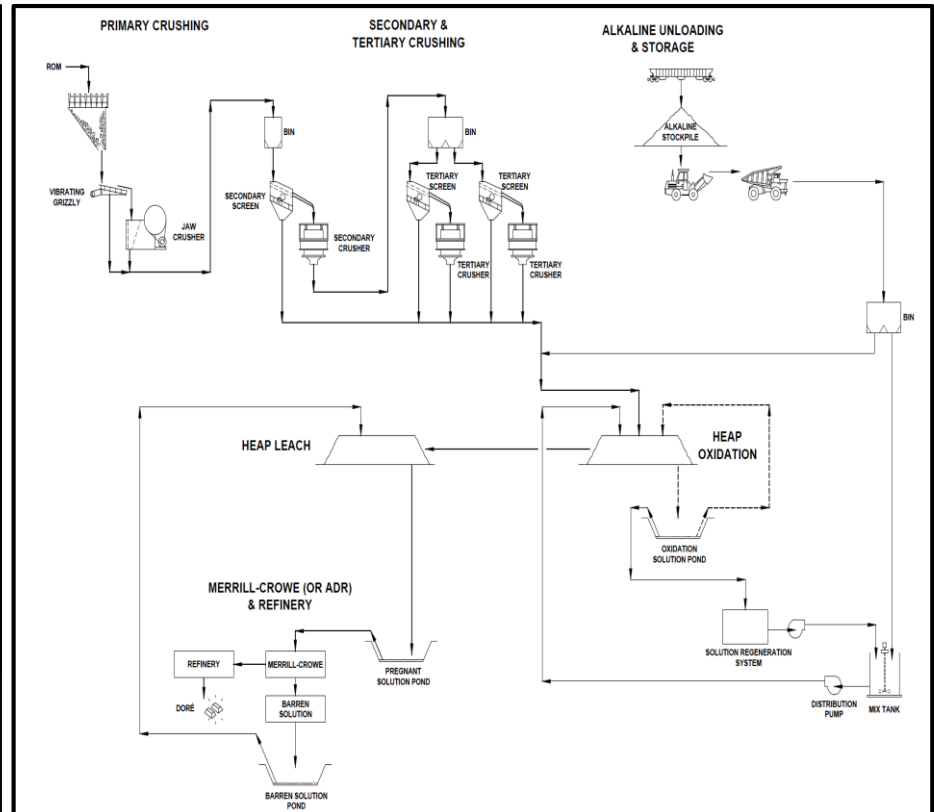 PRIMARY CRUSHING
SECONDARY &
TERTIARY CRUSHING
ALKALINE UNLOADING
& STORAGE
ROM
VIBRATING
GRIZZLY
JAW
CRUSHER
BIN
SECONDARY
SCREEN
SECONDARY
CRUSHER
BIN
TERTIARY
SCREEN
TERTIARY
SCREEN
TERTIARY
CRUSHER
TERTIARY
CRUSHER
ALKALINE
STOCKPILE
BIN
HEAP LEACH
HEAP
OXIDATION
OXIDATION
SOLUTION POND
MERRILL-CROWE (OR ADR)
& REFINERY
REFINERY
MERRILL-CROWE
DORÉ
BARREN
SOLUTION
PREGNANT
SOLUTION POND
BARREN SOLUTION
POND
SOLUTION REGENERATION
SYSTEM
DISTRIBUTION
PUMP
MIX TANK